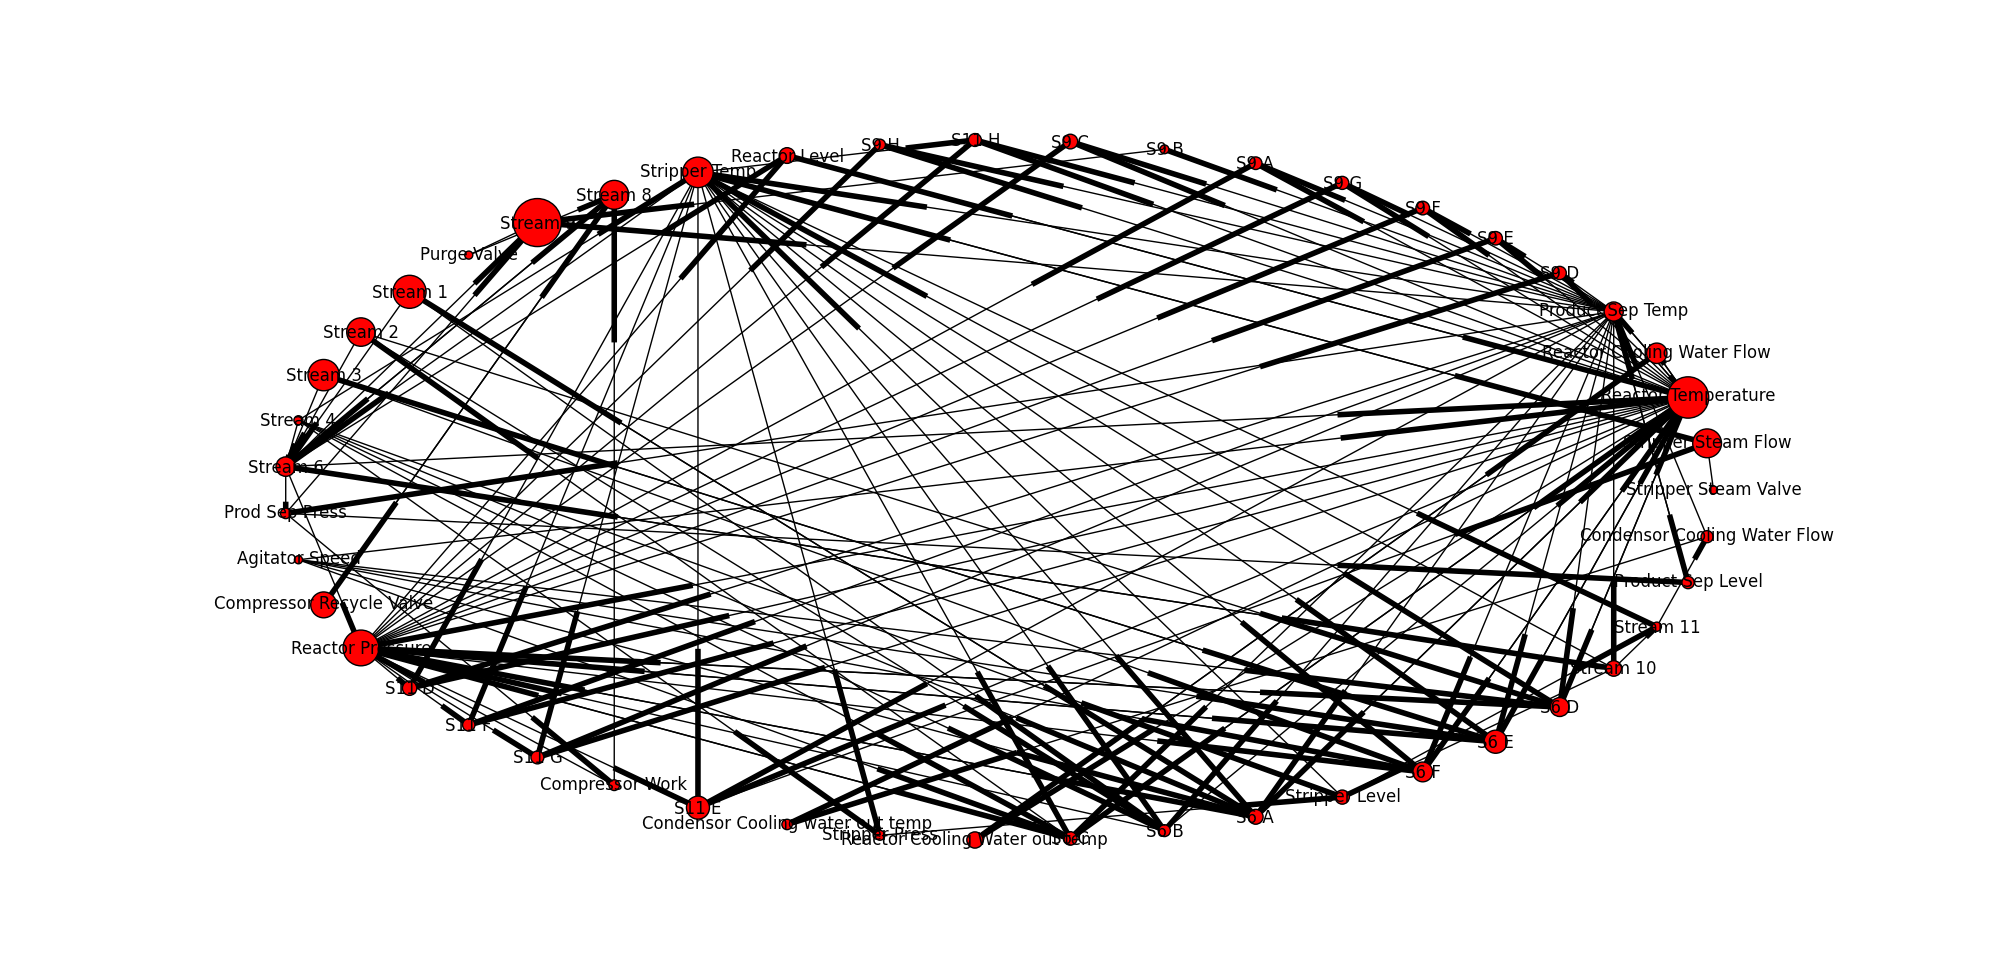 S11 H
S9 C
S9 H
S9 B
Reactor Level
S9 A
Stripper Temp
S9 G
Stream 8
S9 F
Stream
S9 E
Purge Valve
S9 D
Stream 1
Product Sep Temp
Stream 2
Reactor Cooling Water Flow
Stream 3
Reactor Temperature
Stream 4
Stripper Steam Flow
Stream 6
Stripper Steam Valve
Prod Sep Press
Condensor Cooling Water Flow
Agitator Speed
Product Sep Level
Compressor Recycle Valve
Stream 11
Reactor Pressure
Stream 10
S11 D
S6 D
S11 F
S6 E
S11 G
S6 F
Compressor Work
Stripper Level
S11 E
S6 A
Condensor Cooling water out temp
S6 B
Stripper Press
Reactor Cooling Water out temp